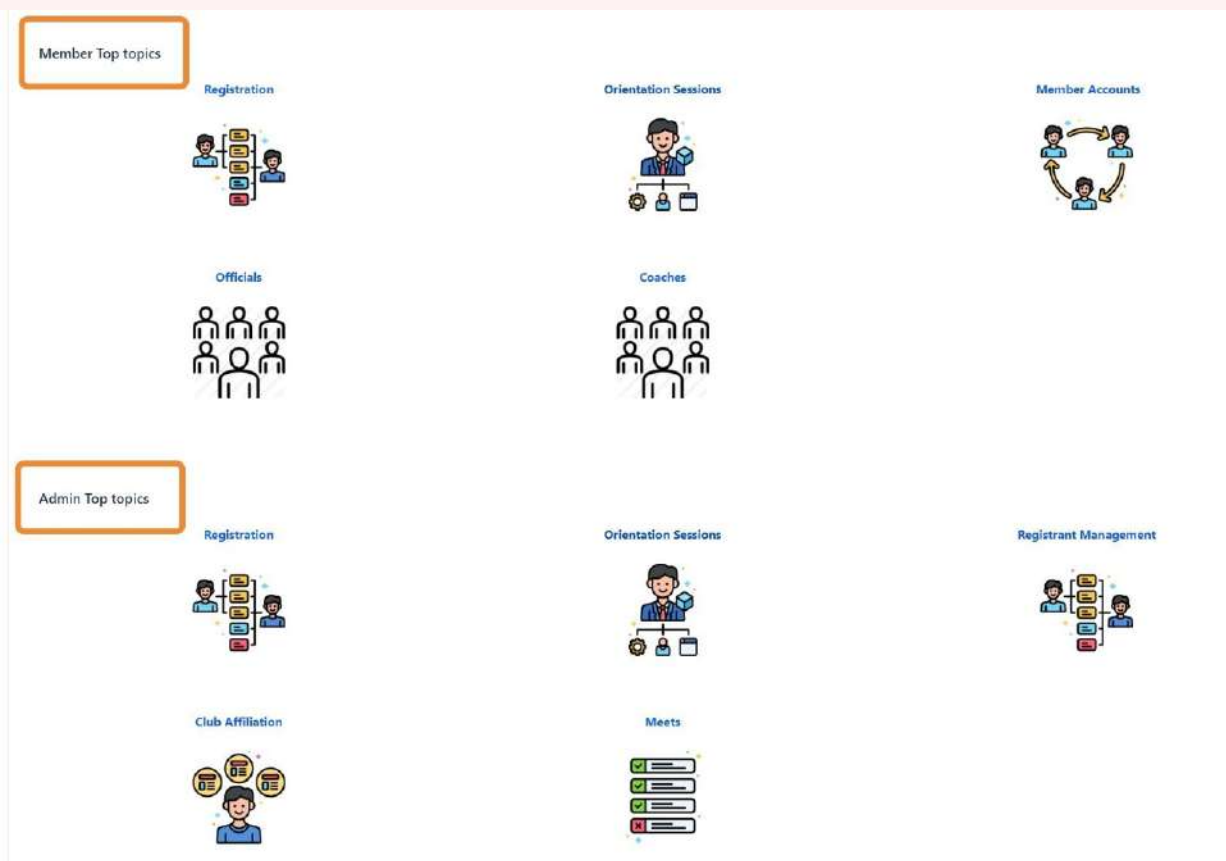 Member Top topics
Registration
Orientation Sessions
Member Accounts
Officials
Coaches
Admin Top topics
Registration
Orientation Sessions
Registrant Management
Club Affiliation
Meets